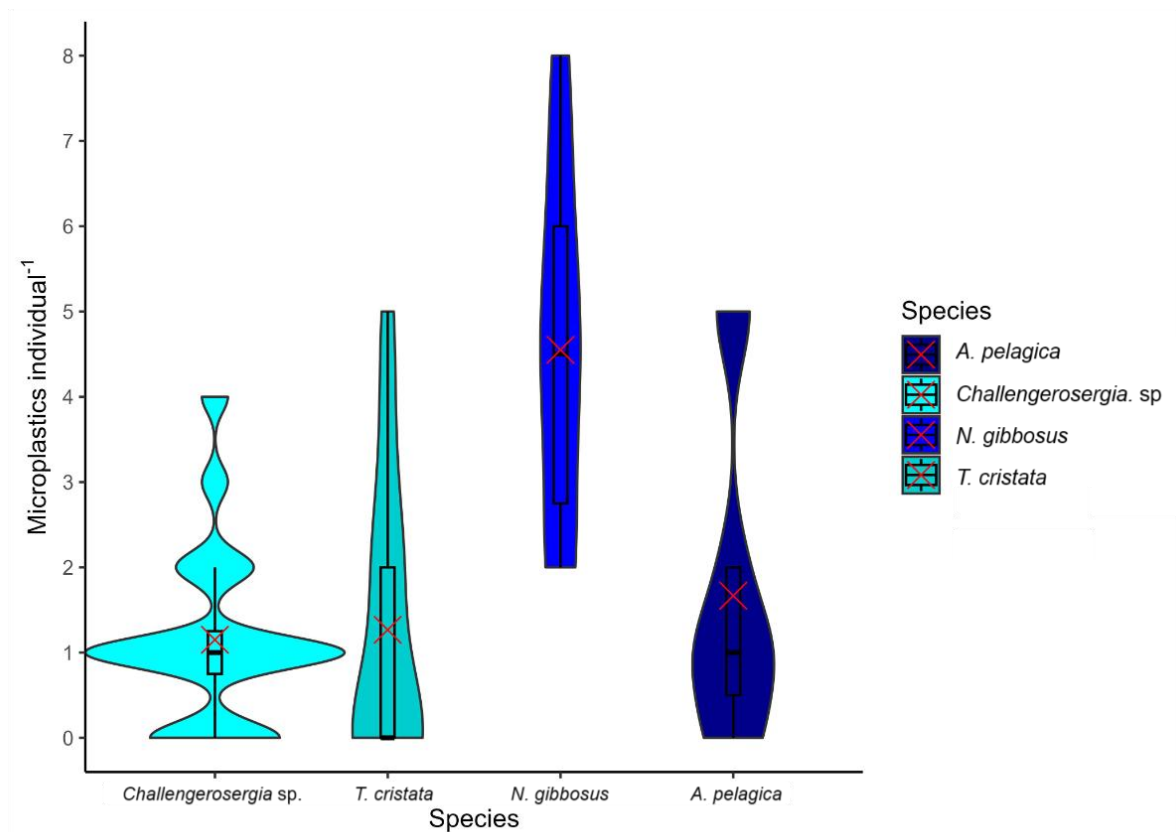 Microplastics individual⁻¹
8
7
6
5
4
3
2
1
0
Challengerosergia sp.
T. cristata
N. gibbosus
A. pelagica
Species
Species
A. pelagica
Challengerosergia. sp
N. gibbosus
T. cristata